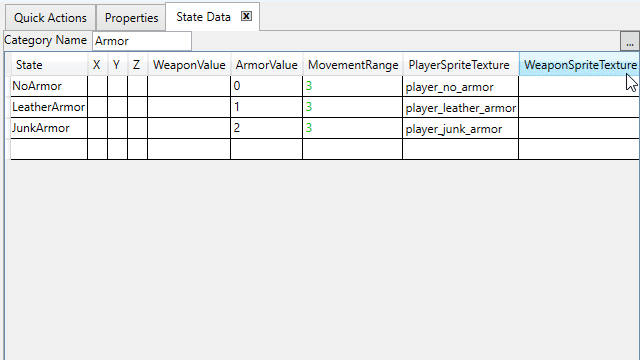 Quick Actions Properties State Data
Category Name Armor ...
State X Y Z WeaponValue ArmorValue MovementRange PlayerSpriteTexture WeaponSpriteTexture
NoArmor 0 3 player_no_armor
LeatherArmor 1 3 player_leather_armor
JunkArmor 2 3 player_junk_armor